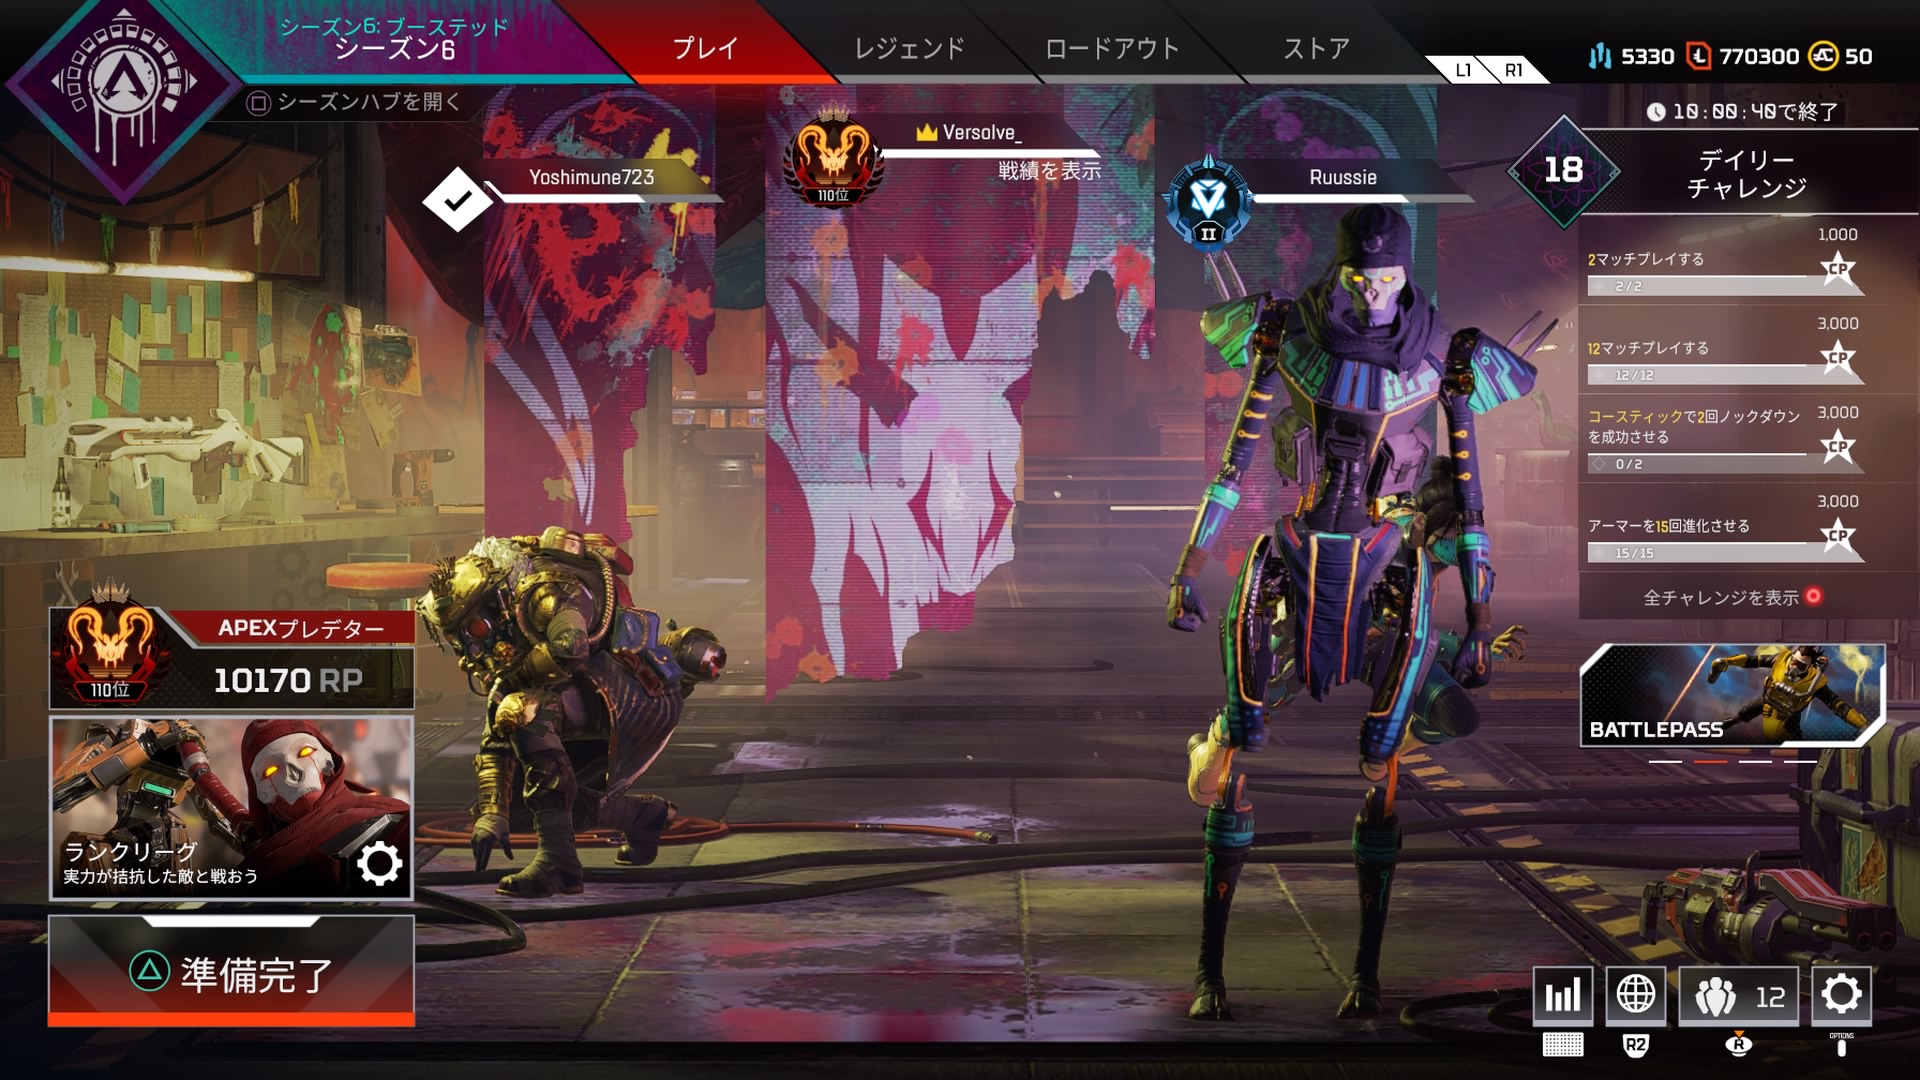 シーズン6: ブーステッド
シーズン6
プレイ
レジェンド
ロードアウト
ストア
L1
R1
5330
770300
50
シーズンハブを開く
10:00:40で終了
18
デイリー
チャレンジ
Yoshimune723
Versolve_
戦績を表示
110位
Ruussie
II
1,000
2マッチプレイする
CP
2/2
3,000
12マッチプレイする
CP
12/12
3,000
コースティックで2回ノックダウン
を成功させる
CP
0/2
3,000
アーマーを15回進化させる
CP
15/15
全チャレンジを表示
APEXプレデター
10170 RP
110位
BATTLEPASS
ランクリーグ
実力が拮抗した敵と戦おう
準備完了
12
R2
R
OPTIONS